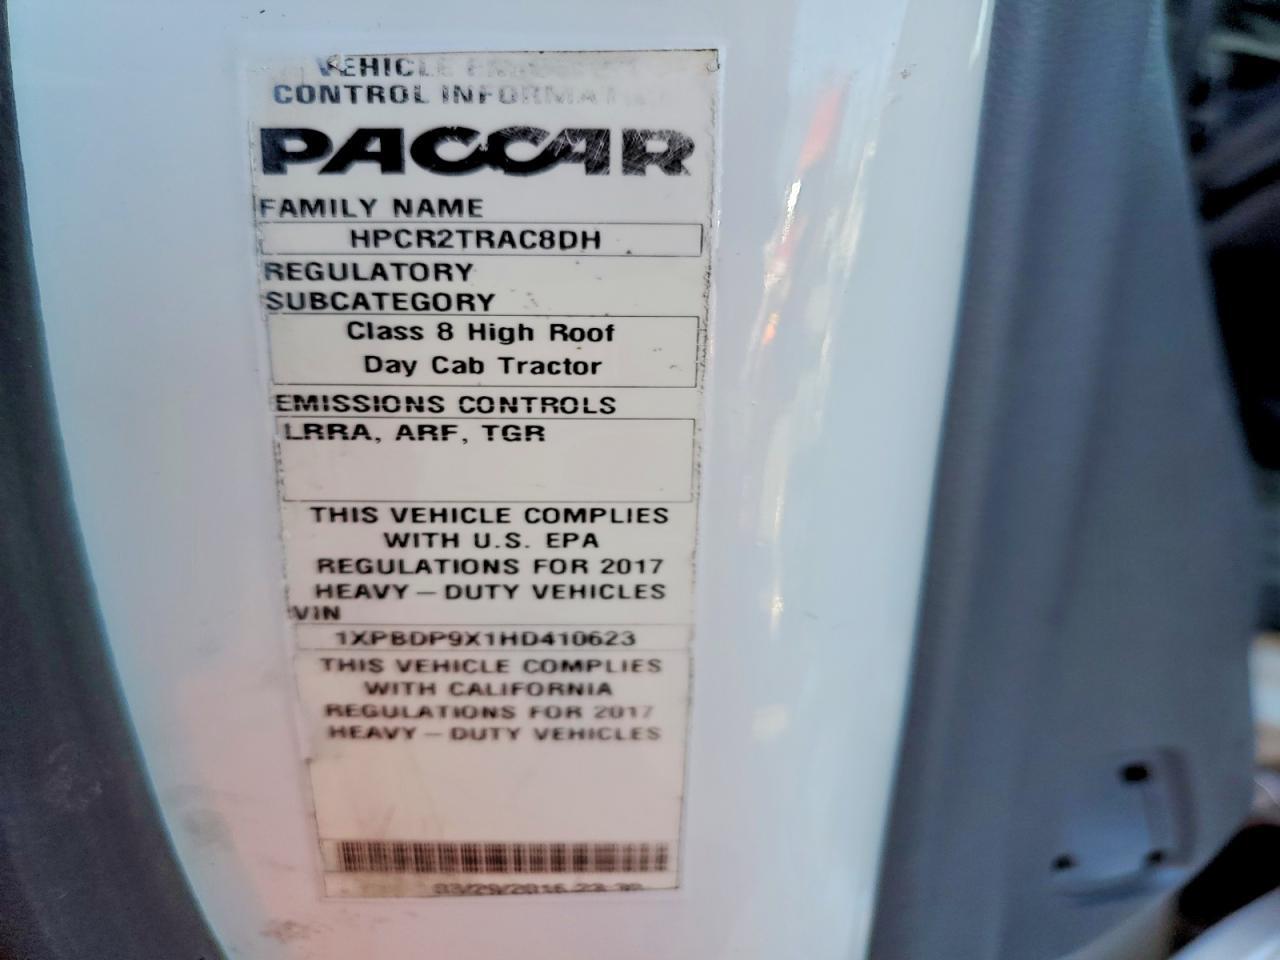 VEHICLE
CONTROL INFORMAT
PACCAR
FAMILY NAME
HPCR2TRAC8DH
REGULATORY
SUBCATEGORY
Class 8 High Roof
Day Cab Tractor
EMISSIONS CONTROLS
LRRA, ARF, TGR
THIS VEHICLE COMPLIES
WITH U.S. EPA
REGULATIONS FOR 2017
HEAVY – DUTY VEHICLES
VIN
1XPBDP9X1HD410623
THIS VEHICLE COMPLIES
WITH CALIFORNIA
REGULATIONS FOR 2017
HEAVY – DUTY VEHICLES